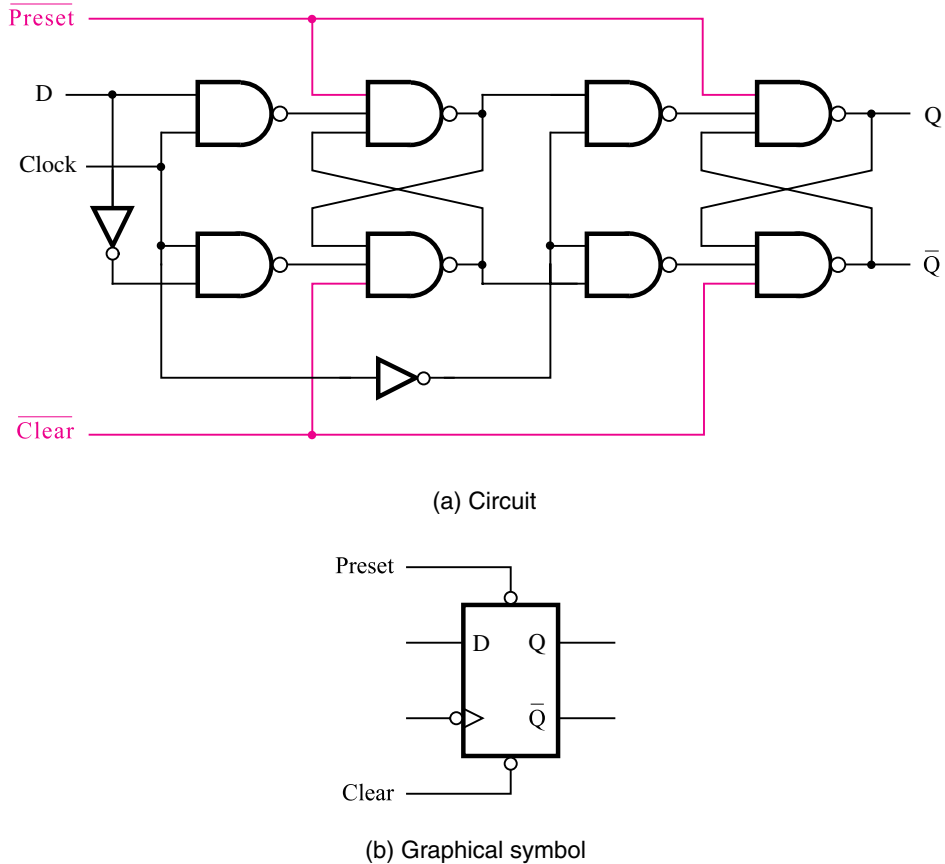 Preset
D
Q
Clock
Q
Clear
(a) Circuit
Preset
D Q
Q
Clear
(b) Graphical symbol